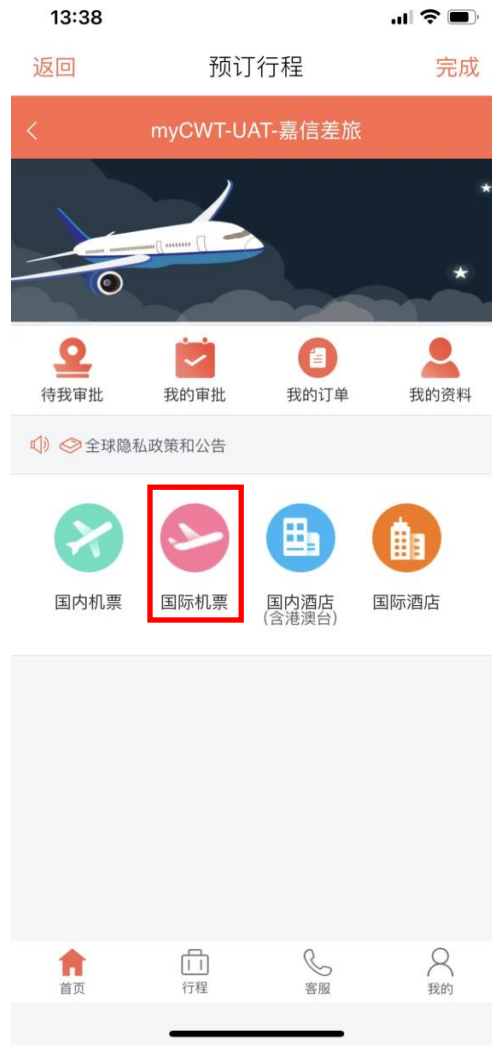 13:38
返回 预订行程 完成
myCWT-UAT-嘉信差旅
待我审批 我的审批 我的订单 我的资料
全球隐私政策和公告
国内机票 国际机票 国内酒店 国际酒店
(含港澳台)
首页 行程 客服 我的